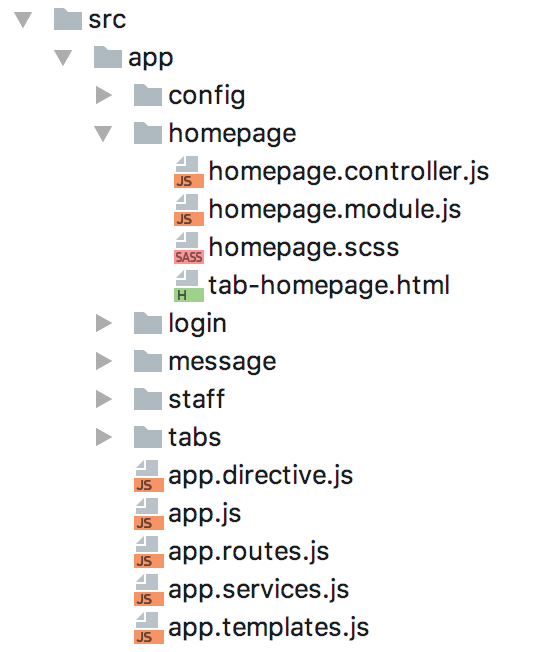 src
app
config
homepage
JS homepage.controller.js
JS homepage.module.js
SASS homepage.scss
H tab-homepage.html
login
message
staff
tabs
JS app.directive.js
JS app.js
JS app.routes.js
JS app.services.js
JS app.templates.js